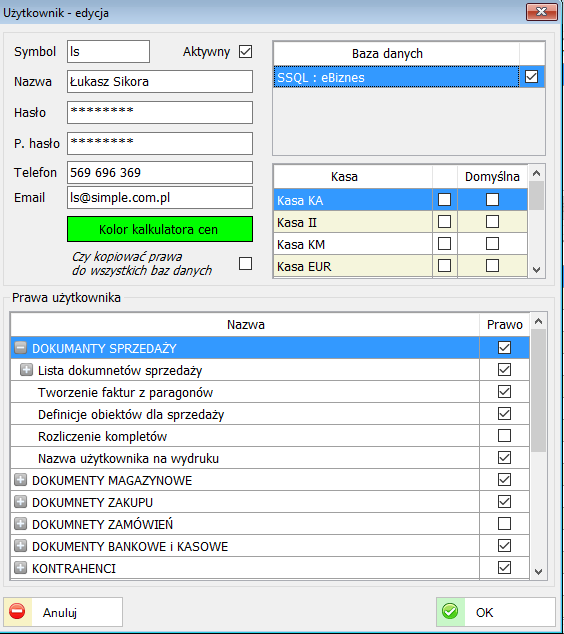 Użytkownik - edycja
Symbol
ls
Aktywny
Nazwa
Łukasz Sikora
Hasło
********
P. hasło
********
Telefon
569 696 369
Email
ls@simple.com.pl
Kolor kalkulatora cen
Czy kopiować prawa
do wszystkich baz danych
Baza danych
SSQL : eBiznes
Kasa Domyślna
Kasa KA
Kasa II
Kasa KM
Kasa EUR
Prawa użytkownika
Nazwa Prawo
DOKUMANTY SPRZEDAŻY
Lista dokumnetów sprzedaży
Tworzenie faktur z paragonów
Definicje obiektów dla sprzedaży
Rozliczenie kompletów
Nazwa użytkownika na wydruku
DOKUMENTY MAGAZYNOWE
DOKUMNETY ZAKUPU
DOKUMNETY ZAMÓWIEŃ
DOKUMENTY BANKOWE i KASOWE
KONTRAHENCI
Anuluj
OK